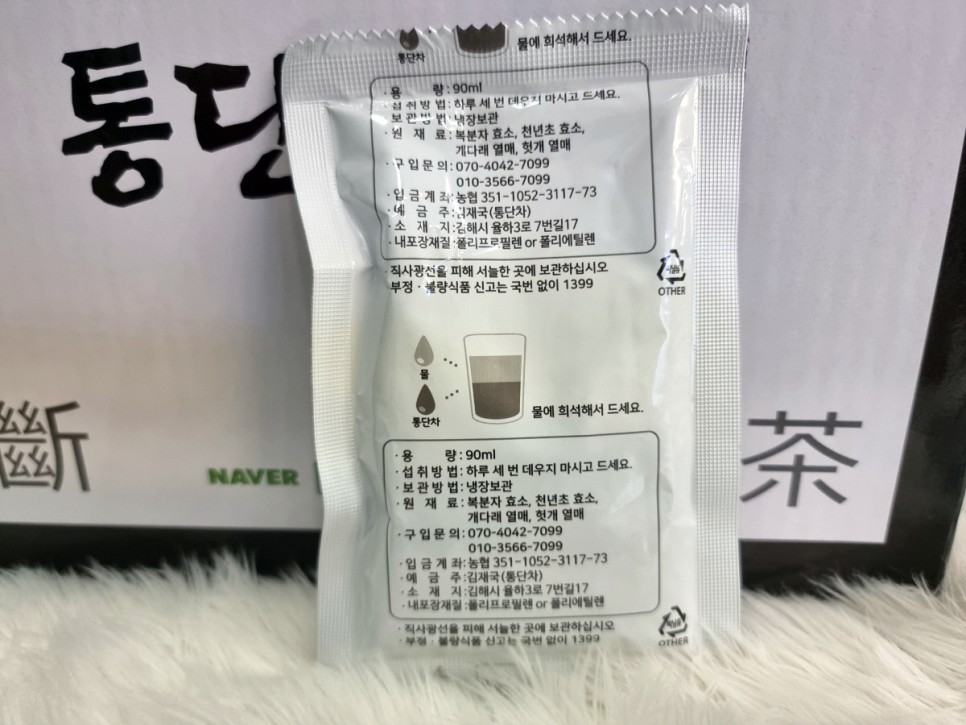 통단
물에 희석해서 드세요.
통단차
· 용 량 : 90ml
· 섭 취 방 법 : 하루 세 번 데우지 마시고 드세요.
· 보 관 방 법 : 냉장보관
· 원 재 료 : 복분자 효소, 천년초 효소,
개다래 열매, 헛개 열매
· 구 입 문 의 : 070-4042-7099
010-3566-7099
· 입 금 계 좌 : 농협 351-1052-3117-73
· 예 금 주 : 김재국(통단차)
· 소 재 지 : 김해시 율하3로 7번길17
· 내포장재질 : 폴리프로필렌 or 폴리에틸렌
· 직사광선을 피해 서늘한 곳에 보관하십시오
부정 · 불량식품 신고는 국번 없이 1399
OTHER
물
통단차
물에 희석해서 드세요.
斷
茶
NAVER
· 용 량 : 90ml
· 섭 취 방 법 : 하루 세 번 데우지 마시고 드세요.
· 보 관 방 법 : 냉장보관
· 원 재 료 : 복분자 효소, 천년초 효소,
개다래 열매, 헛개 열매
· 구 입 문 의 : 070-4042-7099
010-3566-7099
· 입 금 계 좌 : 농협 351-1052-3117-73
· 예 금 주 : 김재국(통단차)
· 소 재 지 : 김해시 율하3로 7번길17
· 내포장재질 : 폴리프로필렌 or 폴리에틸렌
· 직사광선을 피해 서늘한 곳에 보관하십시오
· 부정 · 불량식품 신고는 국번 없이 1399
OTHER